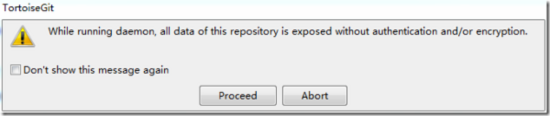 TortoiseGit
While running daemon, all data of this repository is exposed without authentication and/or encryption.
Don't show this message again
Proceed
Abort